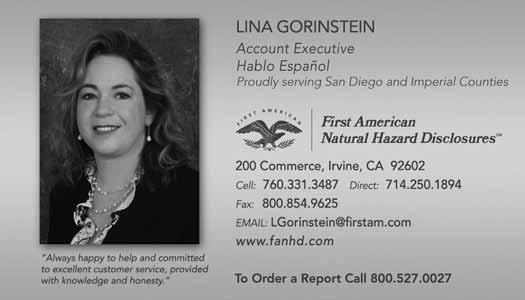 LINA GORINSTEIN
Account Executive
Hablo Español
Proudly serving San Diego and Imperial Counties
FIRST AMERICAN
First American
Natural Hazard Disclosures℠
200 Commerce, Irvine, CA 92602
Cell: 760.331.3487 Direct: 714.250.1894
Fax: 800.854.9625
EMAIL: LGorinstein@firstam.com
www.fanhd.com
"Always happy to help and committed
to excellent customer service, provided
with knowledge and honesty."
To Order a Report Call 800.527.0027